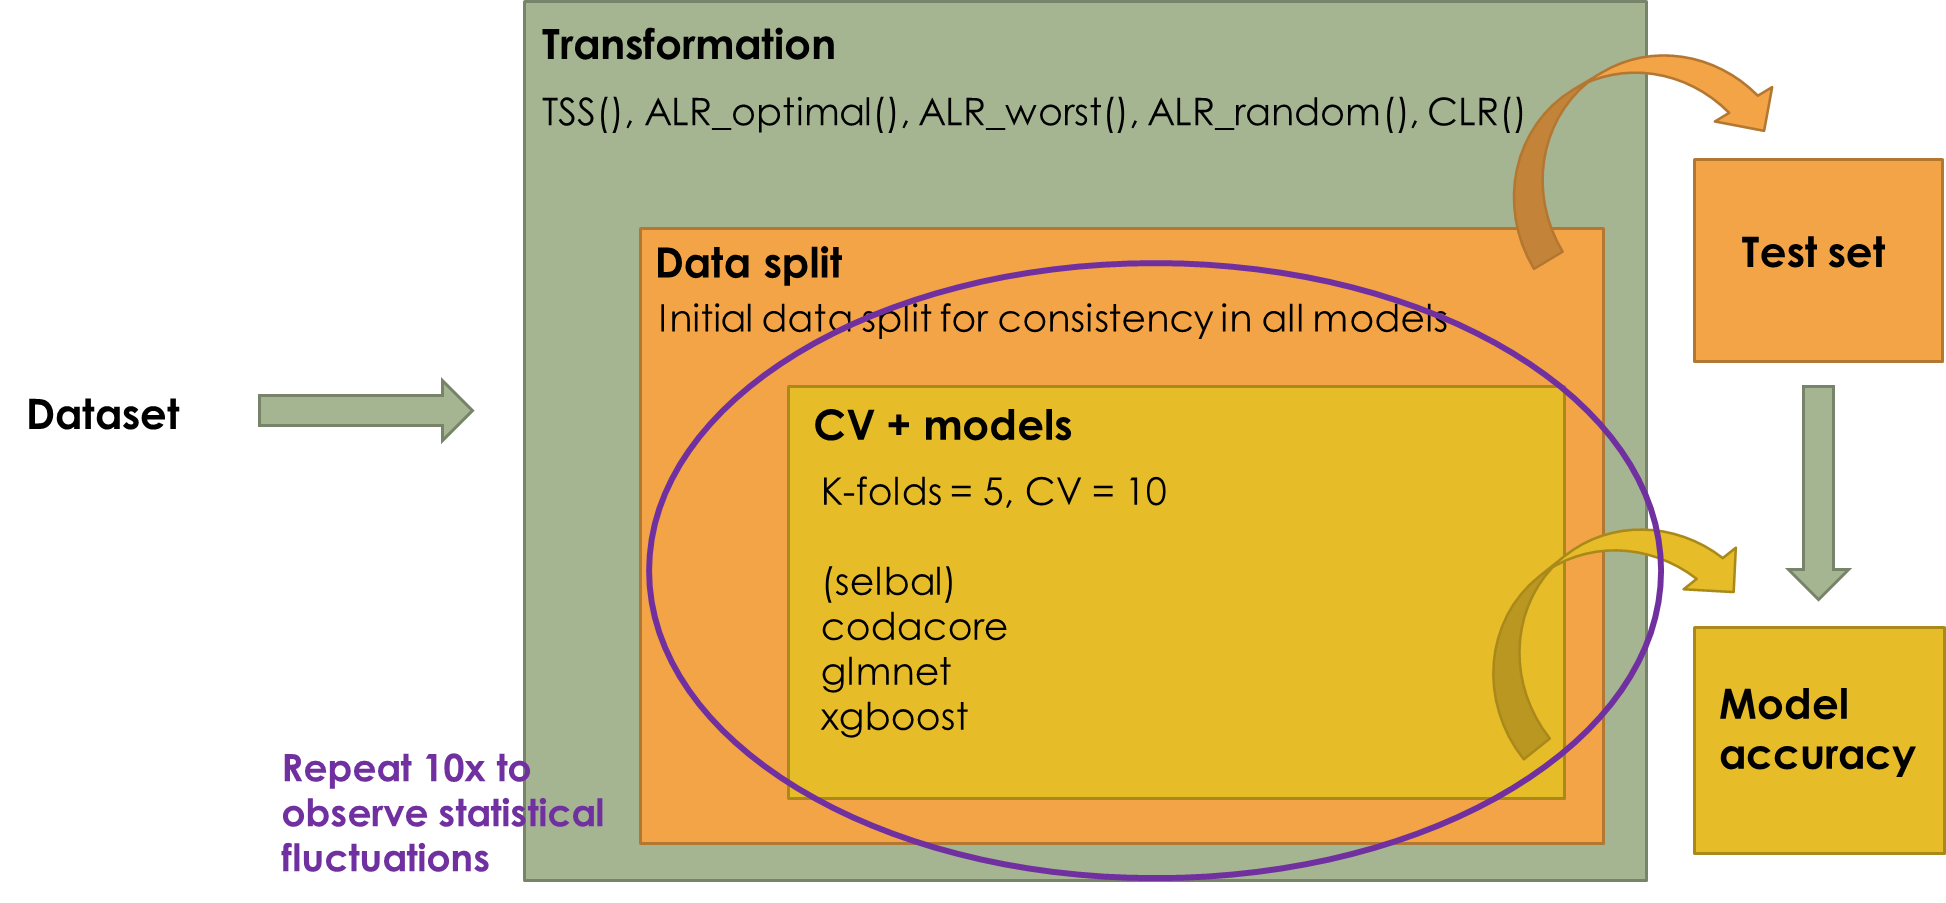 Transformation
TSS(), ALR_optimal(), ALR_worst(), ALR_random(), CLR()
Data split
Initial data split for consistency in all models
Test set
Dataset
CV + models
K-folds = 5, CV = 10
(selbal)
codacore
glmnet
xgboost
Model
accuracy
Repeat 10x to
observe statistical
fluctuations